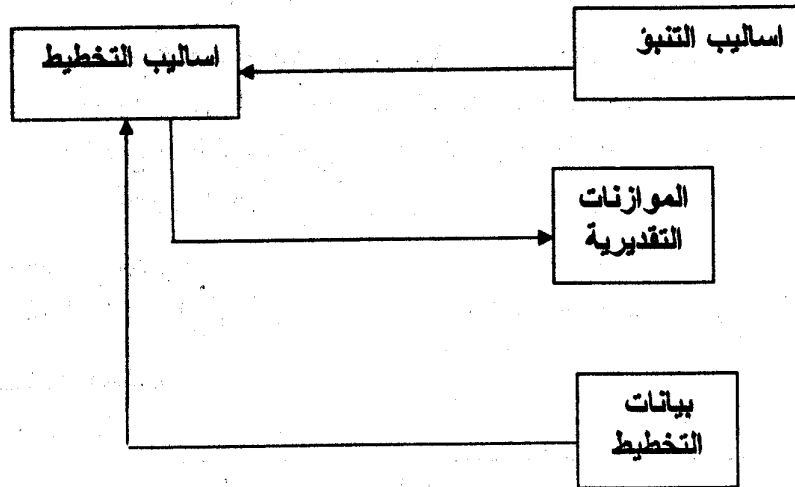 اساليب التنبؤ
اساليب التخطيط
الموازنات
التقديرية
بيانات
التخطيط